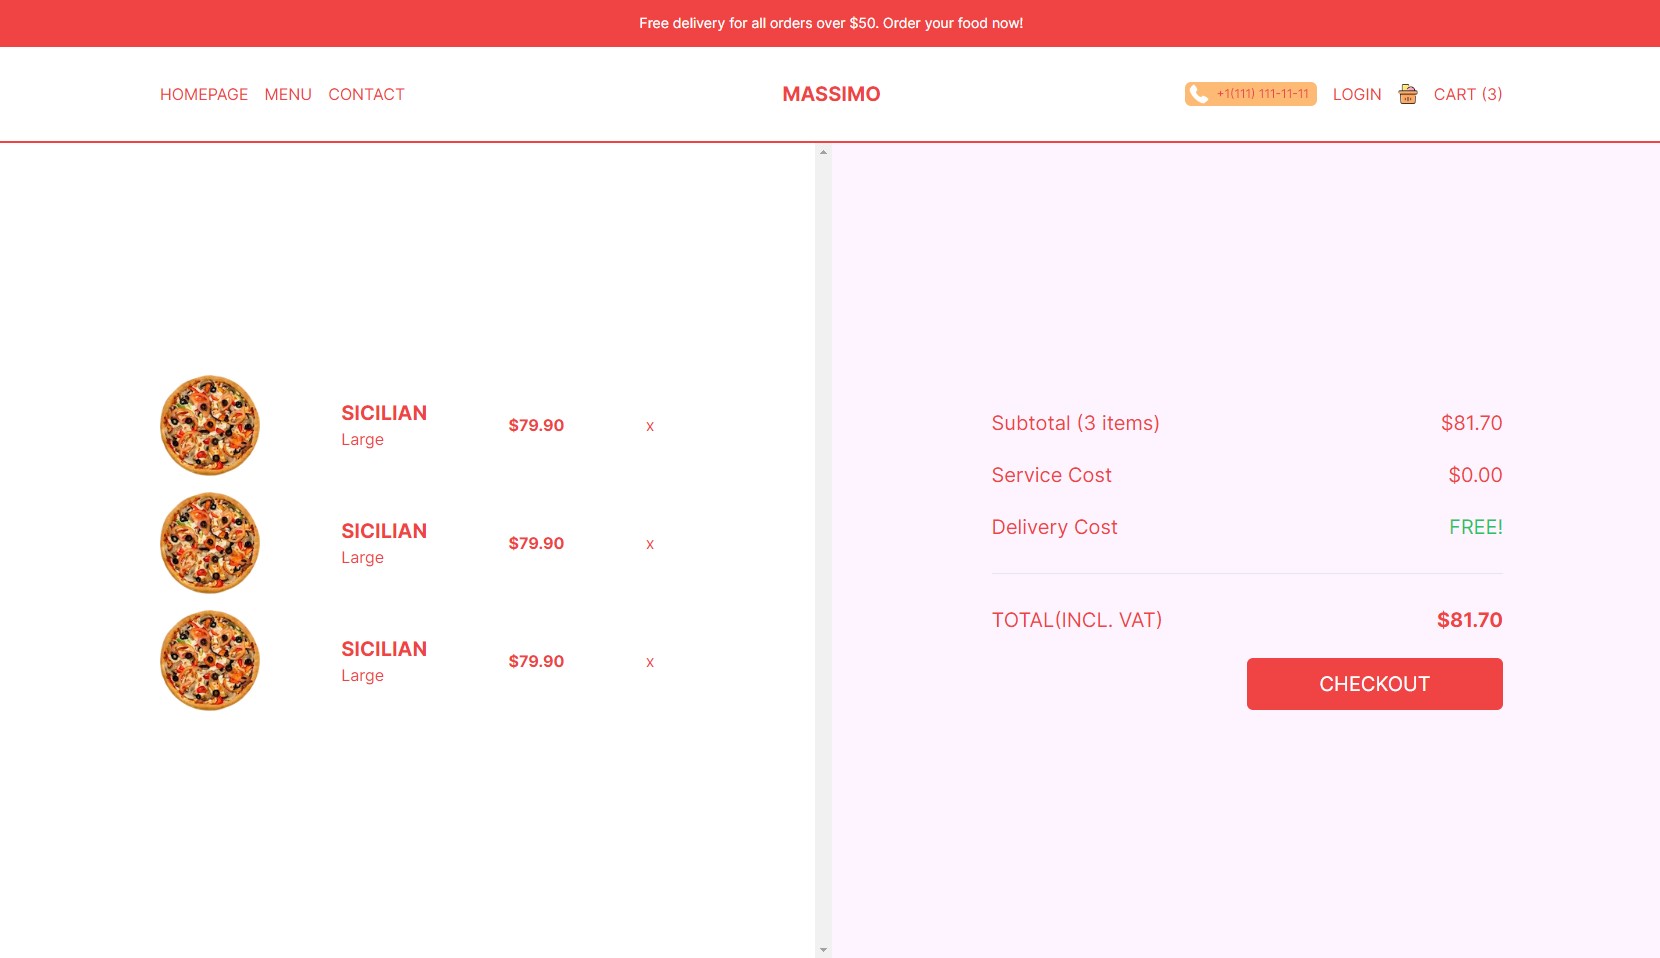 Free delivery for all orders over $50. Order your food now!
HOMEPAGE MENU CONTACT
MASSIMO
+1(111) 111-11-11 LOGIN CART (3)
SICILIAN
Large
$79.90
x
SICILIAN
Large
$79.90
x
SICILIAN
Large
$79.90
x
Subtotal (3 items) $81.70
Service Cost $0.00
Delivery Cost FREE!
TOTAL(INCL. VAT) $81.70
CHECKOUT